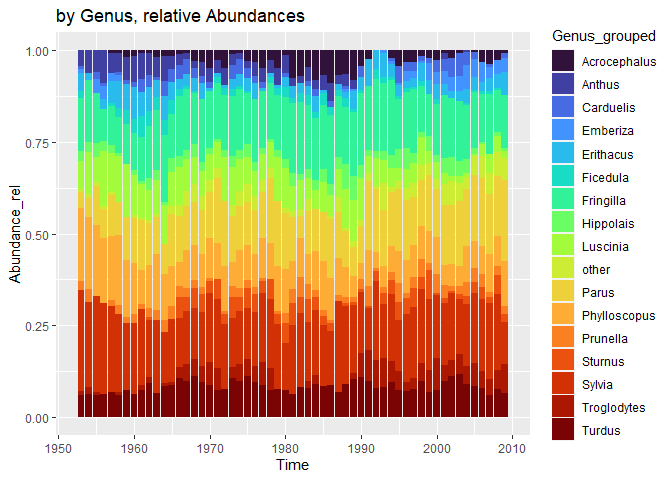 by Genus, relative Abundances
Genus_grouped
1.00
0.75
0.50
0.25
0.00
Abundance_rel
1950
1960
1970
1980
1990
2000
2010
Time
Acrocephalus
Anthus
Carduelis
Emberiza
Erithacus
Ficedula
Fringilla
Hippolais
Luscinia
other
Parus
Phylloscopus
Prunella
Sturnus
Sylvia
Troglodytes
Turdus